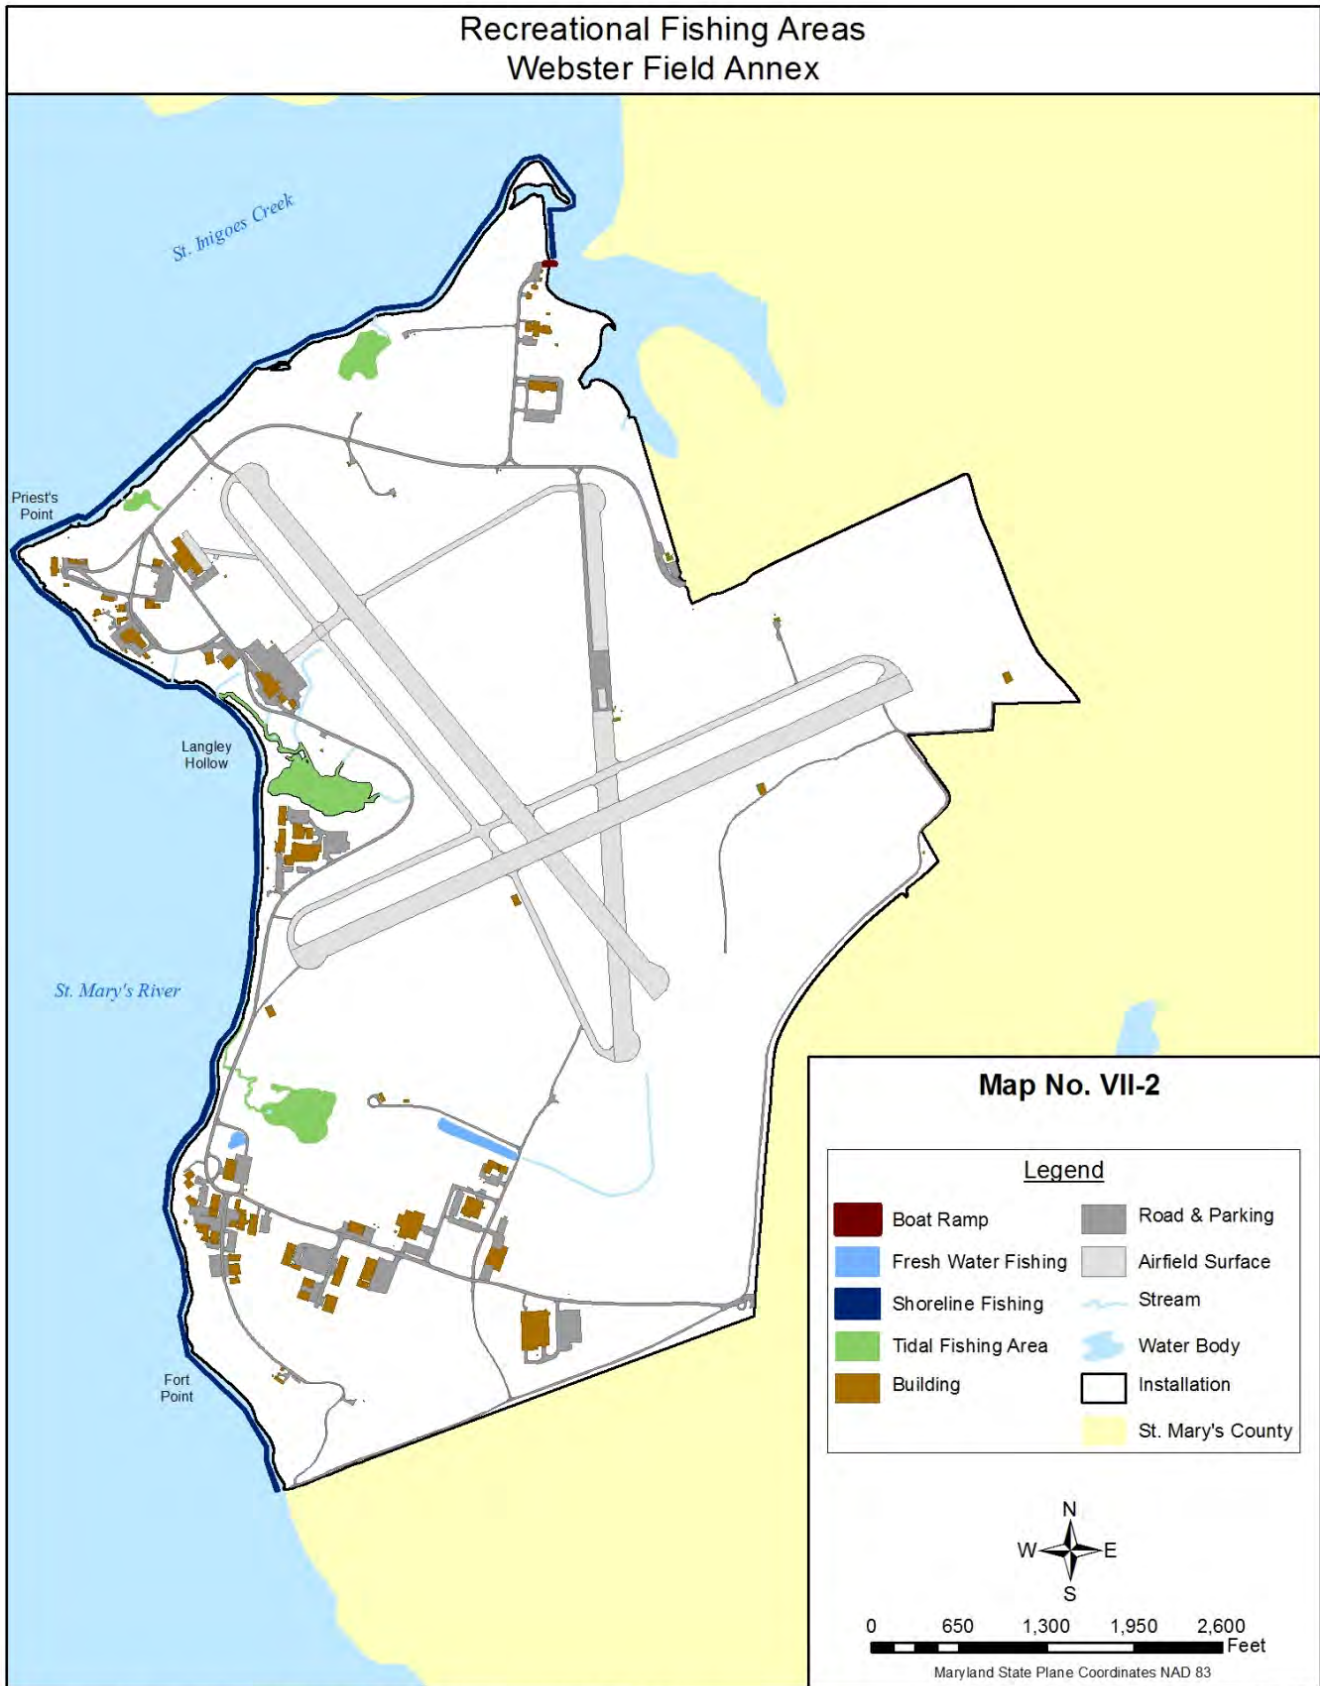 Recreational Fishing Areas
Webster Field Annex
St. Inigoes Creek
Priest's
Point
Langley
Hollow
St. Mary's River
Fort
Point
Map No. VII-2
Legend
Boat Ramp
Fresh Water Fishing
Shoreline Fishing
Tidal Fishing Area
Building
Road & Parking
Airfield Surface
Stream
Water Body
Installation
St. Mary's County
N
W E
S
0 650 1,300 1,950 2,600
Feet
Maryland State Plane Coordinates NAD 83